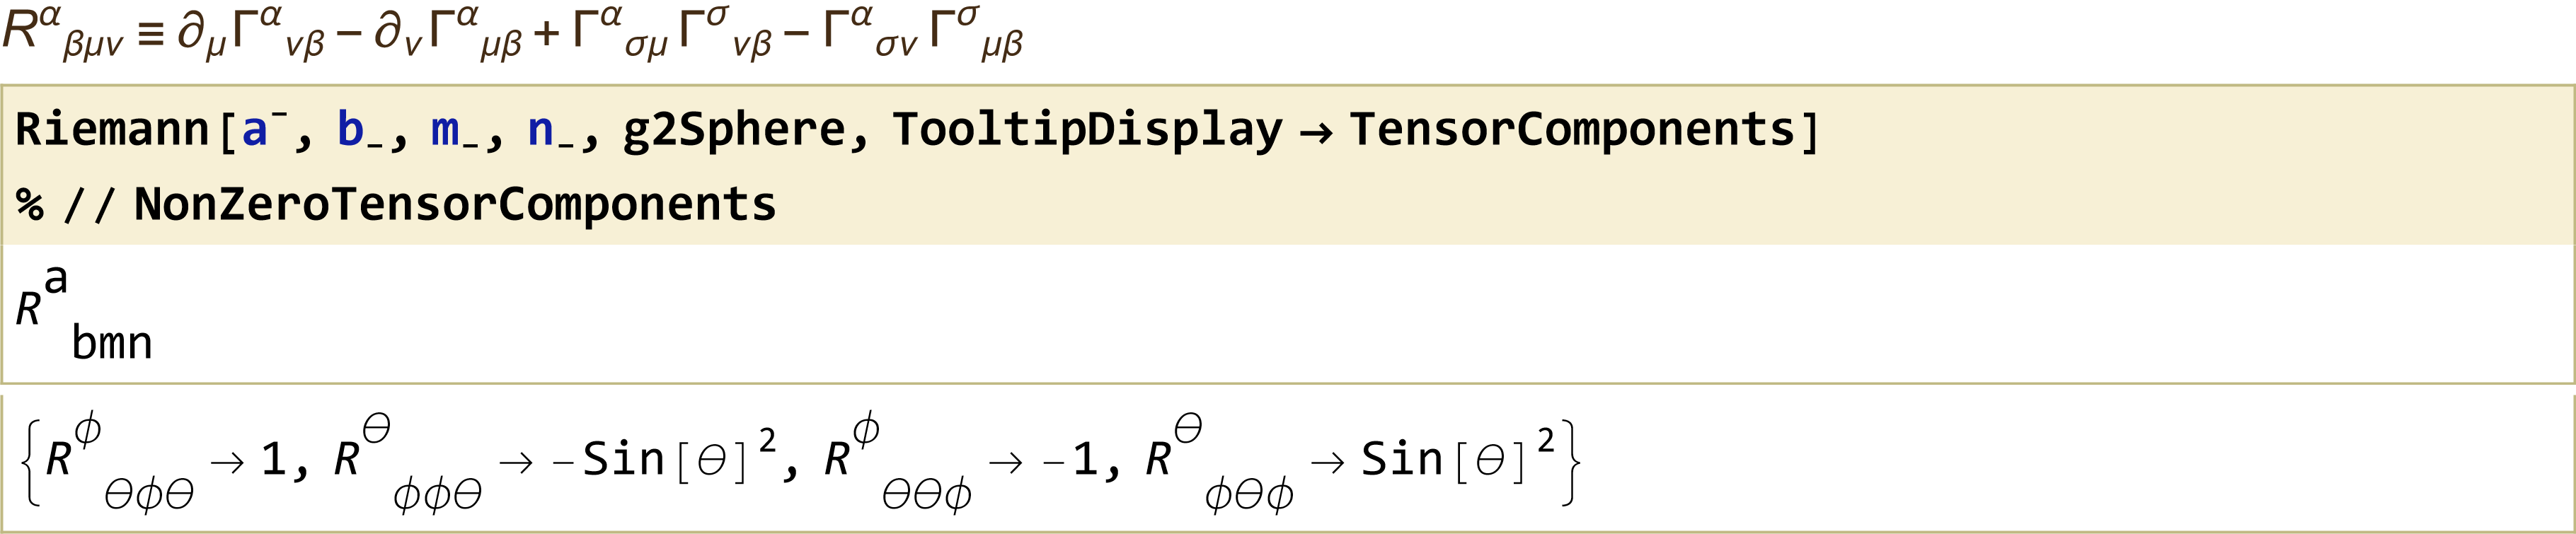 R^α_βμν ≡ ∂_μ Γ^α_νβ − ∂_ν Γ^α_μβ + Γ^α_σμ Γ^σ_νβ − Γ^α_σν Γ^σ_μβ
Riemann[a⁻, b₋, m₋, n₋, g2Sphere, TooltipDisplay → TensorComponents]
% // NonZeroTensorComponents
R^a_bmn
{R^ϕ_θϕθ → 1, R^θ_ϕϕθ → −Sin[θ]², R^ϕ_θθϕ → −1, R^θ_ϕθϕ → Sin[θ]²}